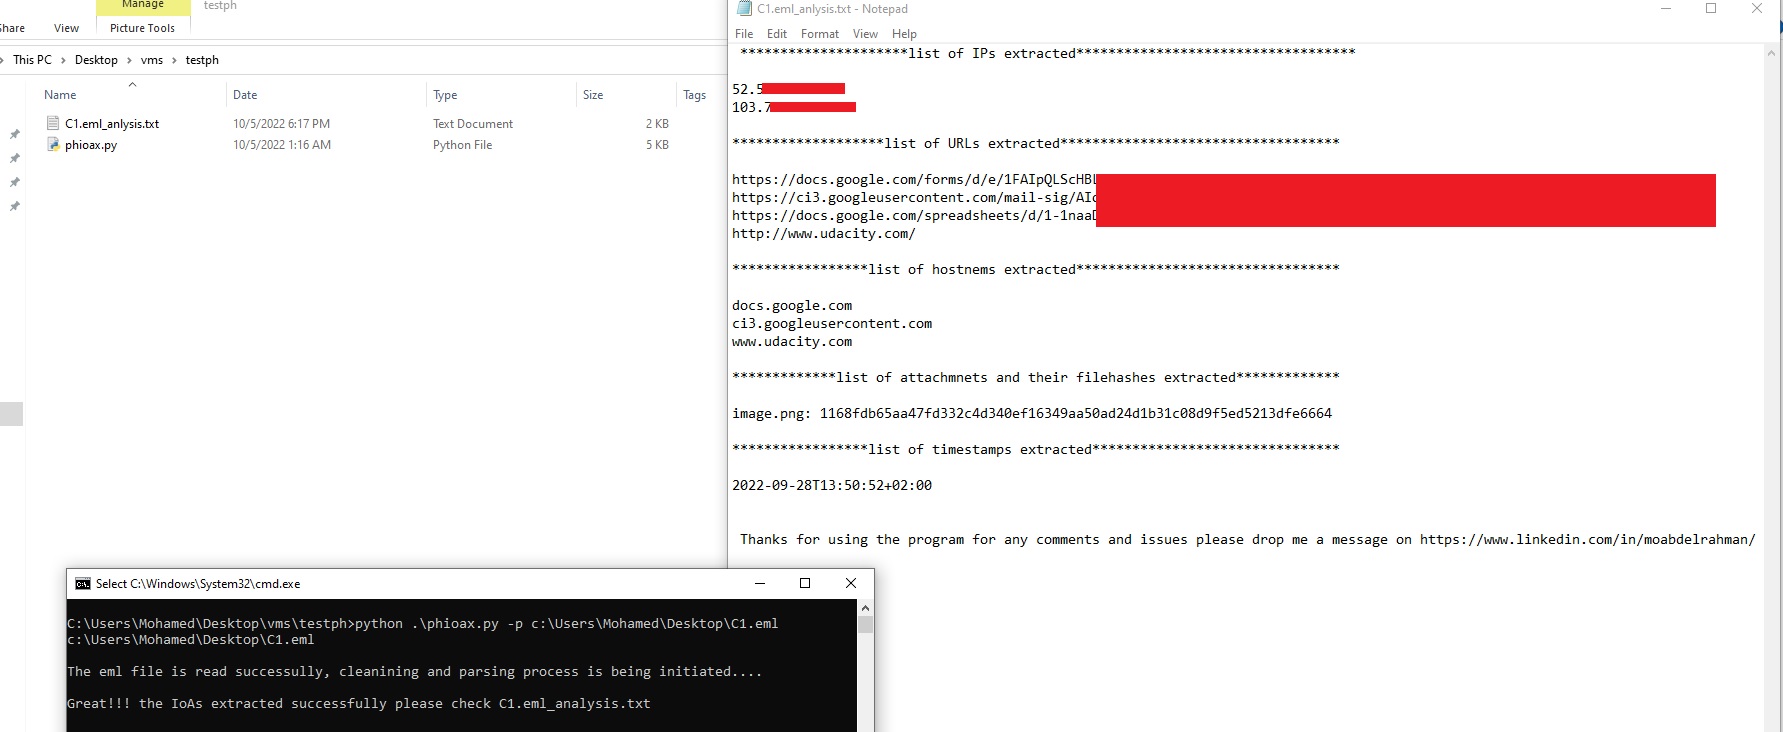 Manage
testph
Share
View
Picture Tools
This PC > Desktop > vms > testph
Name Date Type Size Tags
C1.eml_anlysis.txt 10/5/2022 6:17 PM Text Document 2 KB
phioax.py 10/5/2022 1:16 AM Python File 5 KB
C1.eml_anlysis.txt - Notepad
File Edit Format View Help
*********************list of IPs extracted***********************************
52.5
103.7
*******************list of URLs extracted***********************************
https://docs.google.com/forms/d/e/1FAIpQLScHBL
https://ci3.googleusercontent.com/mail-sig/AIo
https://docs.google.com/spreadsheets/d/1-1naaD
http://www.udacity.com/
*****************list of hostnems extracted*********************************
docs.google.com
ci3.googleusercontent.com
www.udacity.com
*************list of attachmnets and their filehashes extracted*************
image.png: 1168fdb65aa47fd332c4d340ef16349aa50ad24d1b31c08d9f5ed5213dfe6664
*****************list of timestamps extracted*******************************
2022-09-28T13:50:52+02:00
Thanks for using the program for any comments and issues please drop me a message on https://www.linkedin.com/in/moabdelrahman/
Select C:\Windows\System32\cmd.exe
C:\Users\Mohamed\Desktop\vms\testph>python .\phioax.py -p c:\Users\Mohamed\Desktop\C1.eml
c:\Users\Mohamed\Desktop\C1.eml
The eml file is read successully, cleanining and parsing process is being initiated....
Great!!! the IoAs extracted successfully please check C1.eml_analysis.txt